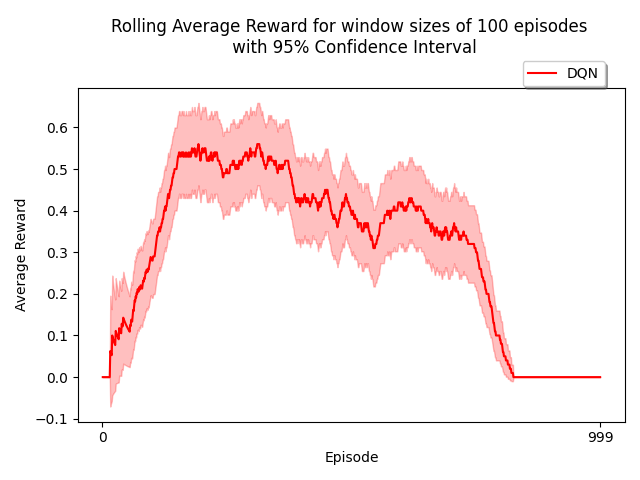 Rolling Average Reward for window sizes of 100 episodes
with 95% Confidence Interval
DQN
0.6
0.5
0.4
0.3
0.2
0.1
0.0
−0.1
Average Reward
0
999
Episode